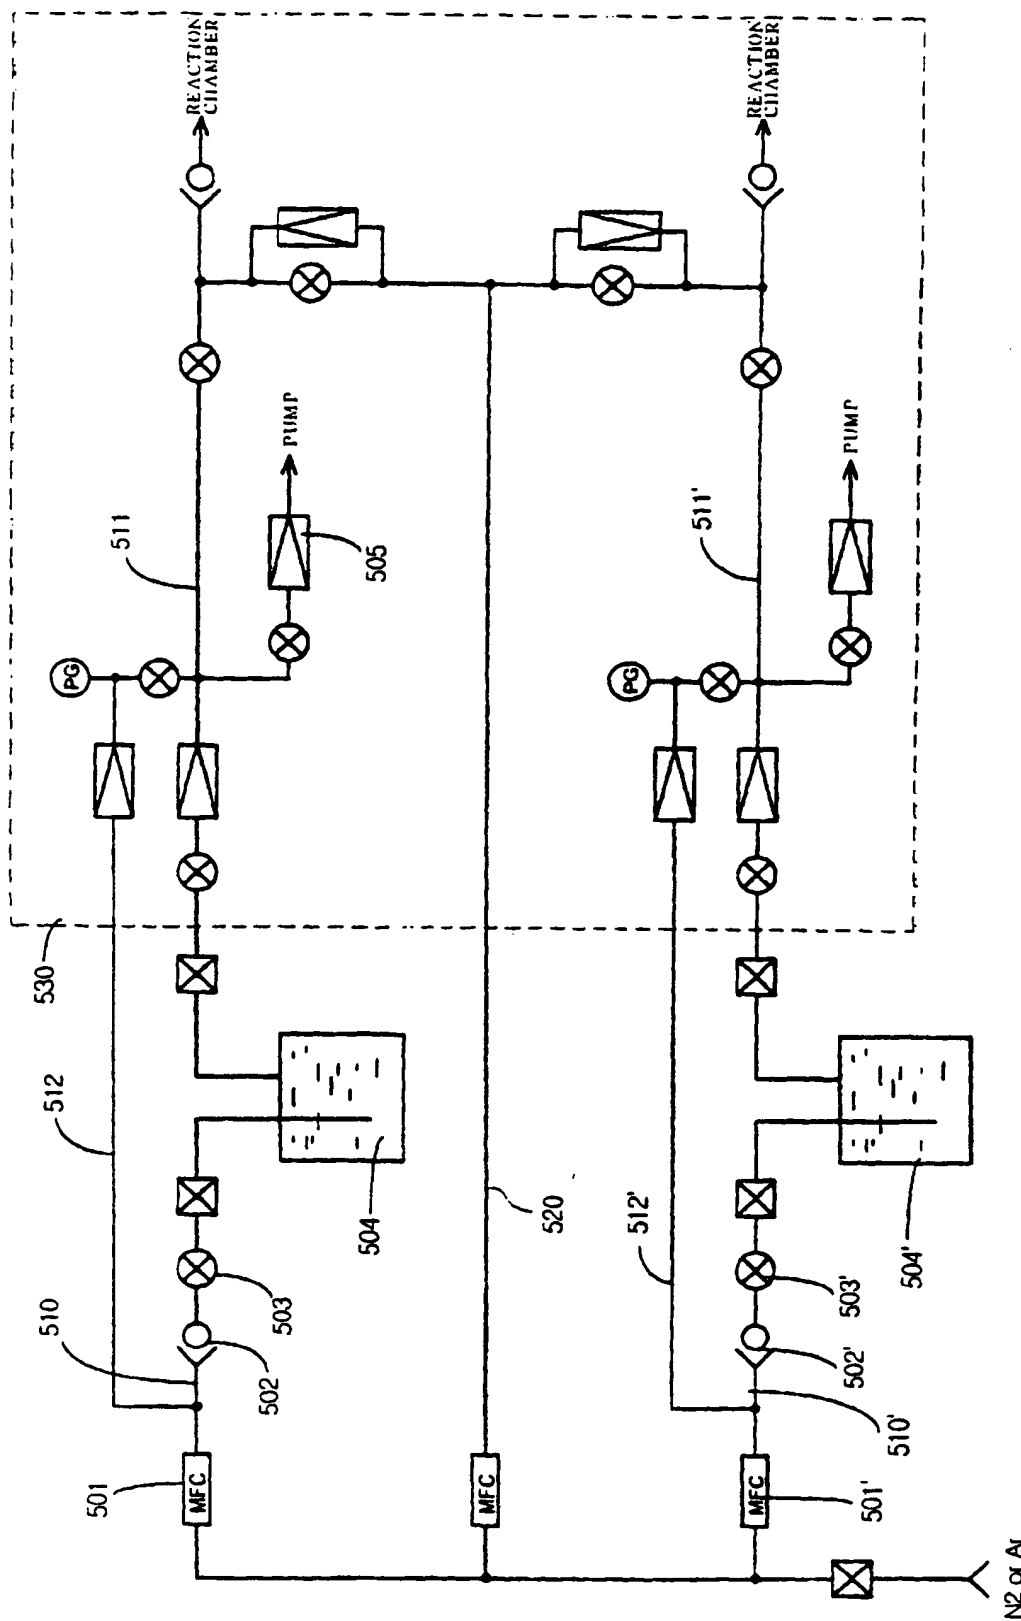 REACTION
CHAMBER
PUMP
511
505
PG
530
512
504
503
510
502
MFC
501
520
MFC
REACTION
CHAMBER
PUMP
511'
PG
512'
504'
503'
502'
510'
MFC
501'
N2 or Ar